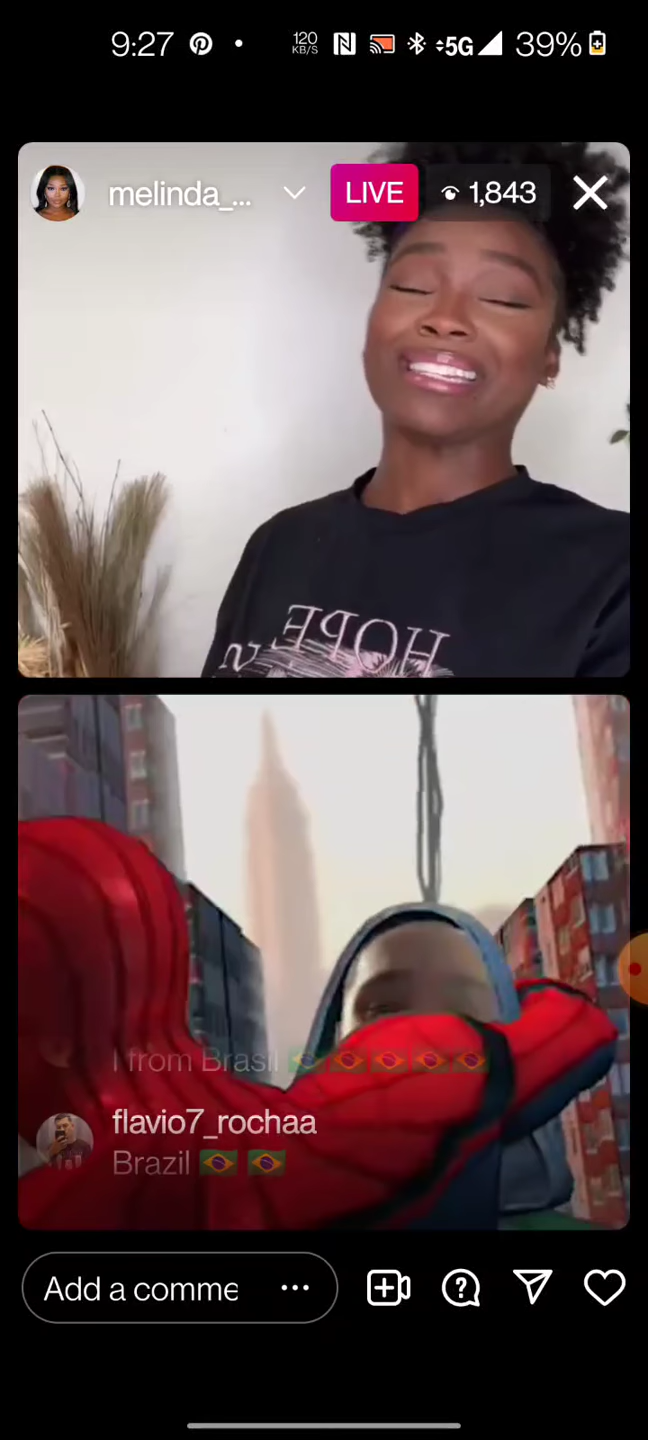 9:27
120
KB/S
5G
39%
melinda_...
LIVE
1,843
HOPE
I from Brasil 🇧🇷 🇧🇷 🇧🇷 🇧🇷 🇧🇷
flavio7_rochaa
Brazil 🇧🇷 🇧🇷
Add a comme